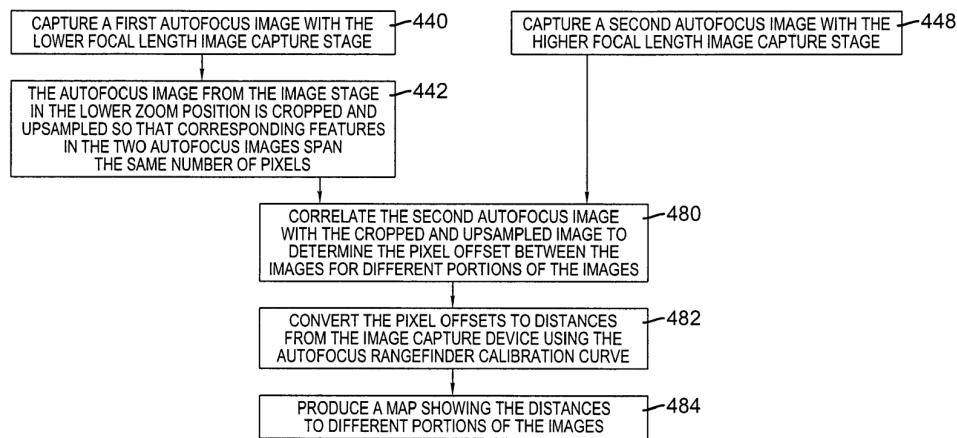 CAPTURE A FIRST AUTOFOCUS IMAGE WITH THE
LOWER FOCAL LENGTH IMAGE CAPTURE STAGE
440
CAPTURE A SECOND AUTOFOCUS IMAGE WITH THE
HIGHER FOCAL LENGTH IMAGE CAPTURE STAGE
448
THE AUTOFOCUS IMAGE FROM THE IMAGE STAGE
IN THE LOWER ZOOM POSITION IS CROPPED AND
UPSAMPLED SO THAT CORRESPONDING FEATURES
IN THE TWO AUTOFOCUS IMAGES SPAN
THE SAME NUMBER OF PIXELS
442
CORRELATE THE SECOND AUTOFOCUS IMAGE
WITH THE CROPPED AND UPSAMPLED IMAGE TO
DETERMINE THE PIXEL OFFSET BETWEEN THE
IMAGES FOR DIFFERENT PORTIONS OF THE IMAGES
480
CONVERT THE PIXEL OFFSETS TO DISTANCES
FROM THE IMAGE CAPTURE DEVICE USING THE
AUTOFOCUS RANGEFINDER CALIBRATION CURVE
482
PRODUCE A MAP SHOWING THE DISTANCES
TO DIFFERENT PORTIONS OF THE IMAGES
484